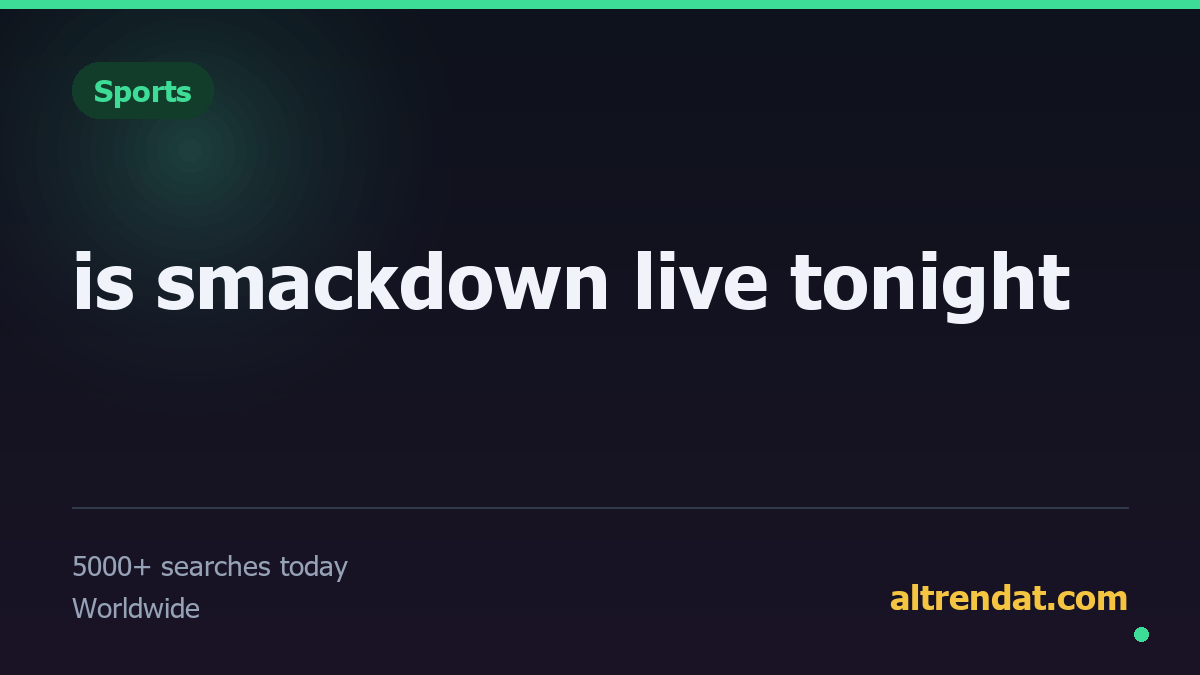 Sports
is smackdown live tonight
5000+ searches today
Worldwide
altrendat.com